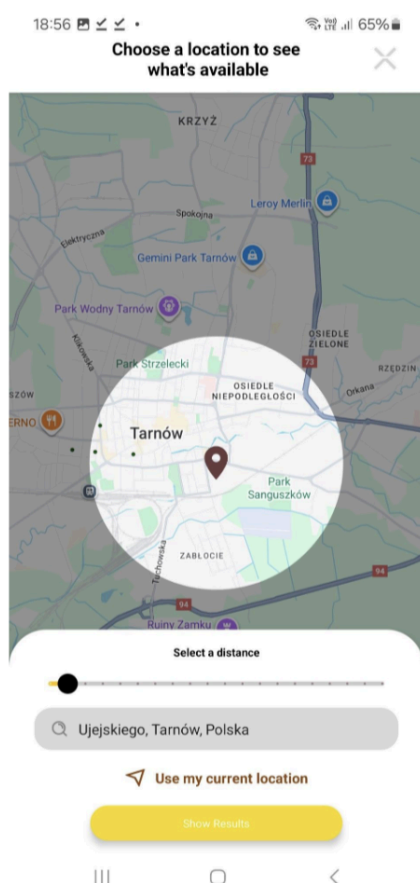 18:56
65%
Choose a location to see
what's available
KRZYŻ
73
Leroy Merlin
Spokojna
Elektryczna
Gemini Park Tarnów
Park Wodny Tarnów
Klikowska
OSIEDLE
ZIELONE
73
Park Strzelecki
RZĘDZIN
OSIEDLE
NIEPODLEGŁOŚCI
Orkana
SZÓW
ERNO
Tarnów
Park
Sanguszków
ZABŁOCIE
Tuchowska
94
94
Ruiny Zamku
Select a distance
Ujejskiego, Tarnów, Polska
Use my current location
Show Results